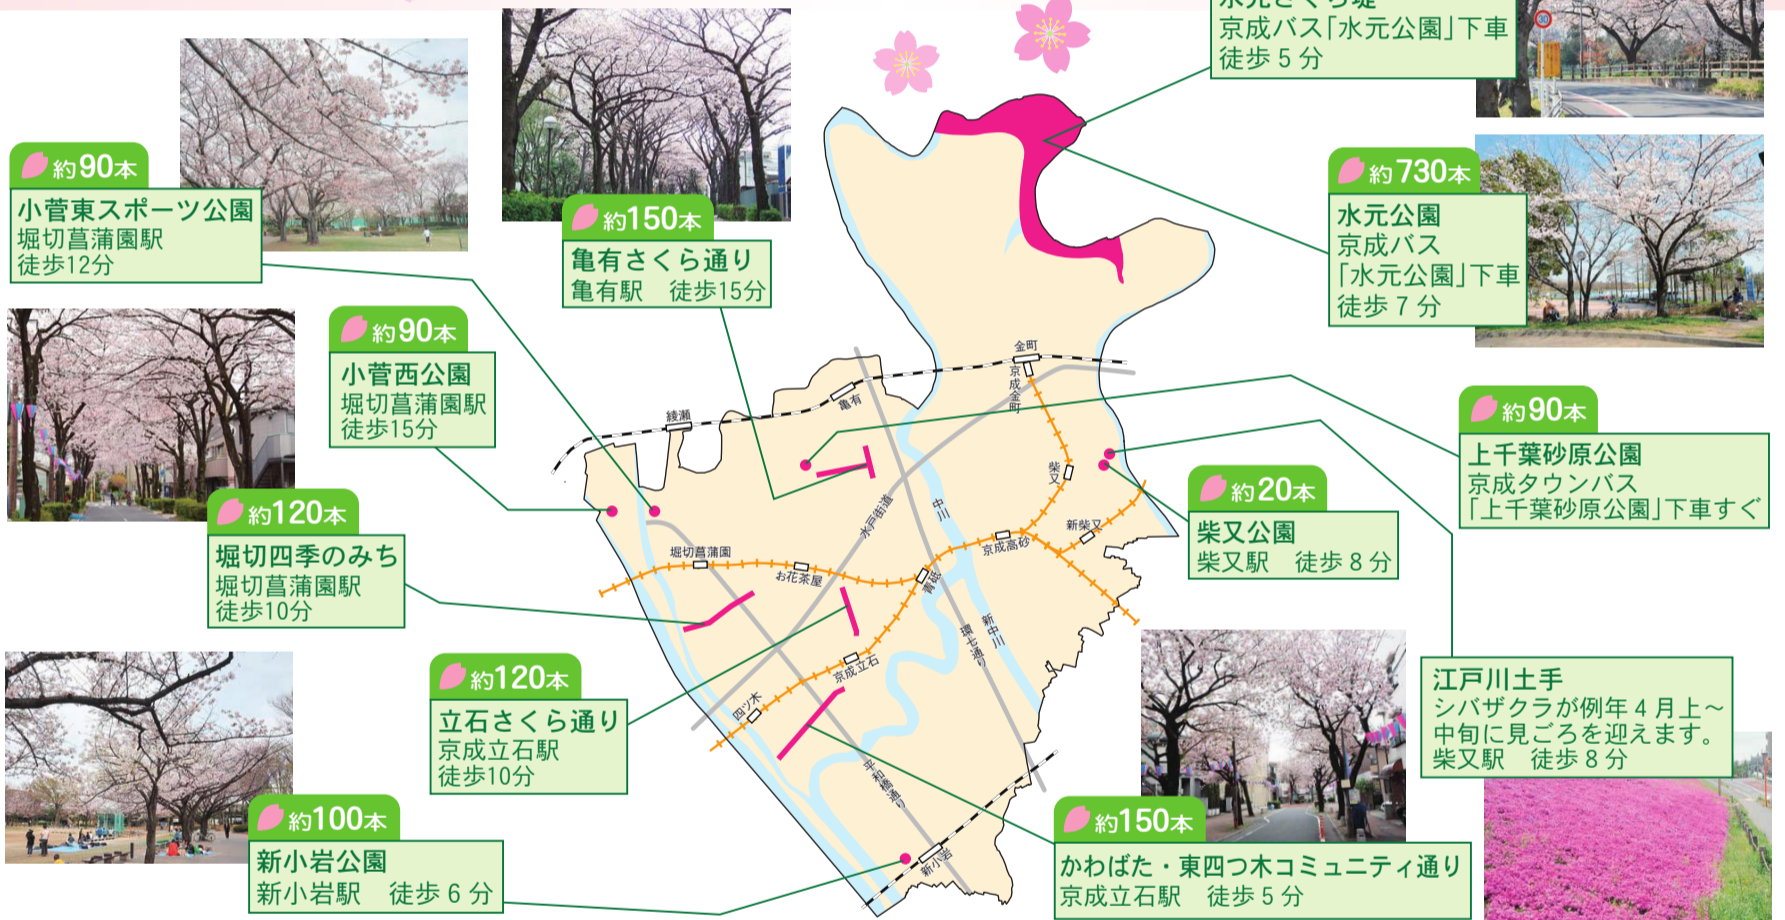 水元さくら堤
京成バス「水元公園」下車
徒歩5分
約90本
小菅東スポーツ公園
堀切菖蒲園駅
徒歩12分
約150本
亀有さくら通り
亀有駅　徒歩15分
約730本
水元公園
京成バス
「水元公園」下車
徒歩7分
約90本
小菅西公園
堀切菖蒲園駅
徒歩15分
約90本
上千葉砂原公園
京成タウンバス
「上千葉砂原公園」下車すぐ
約20本
柴又公園
柴又駅　徒歩8分
約120本
堀切四季のみち
堀切菖蒲園駅
徒歩10分
約120本
立石さくら通り
京成立石駅
徒歩10分
江戸川土手
シバザクラが例年4月上～
中旬に見ごろを迎えます。
柴又駅　徒歩8分
約100本
新小岩公園
新小岩駅　徒歩6分
約150本
かわばた・東四つ木コミュニティ通り
京成立石駅　徒歩5分
金町
京成金町
綾瀬
亀有
柴又
新柴又
水戸街道
中川
京成高砂
堀切菖蒲園
お花茶屋
青砥
新中川
環七通り
京成立石
四ツ木
平和橋通り
新小岩
30